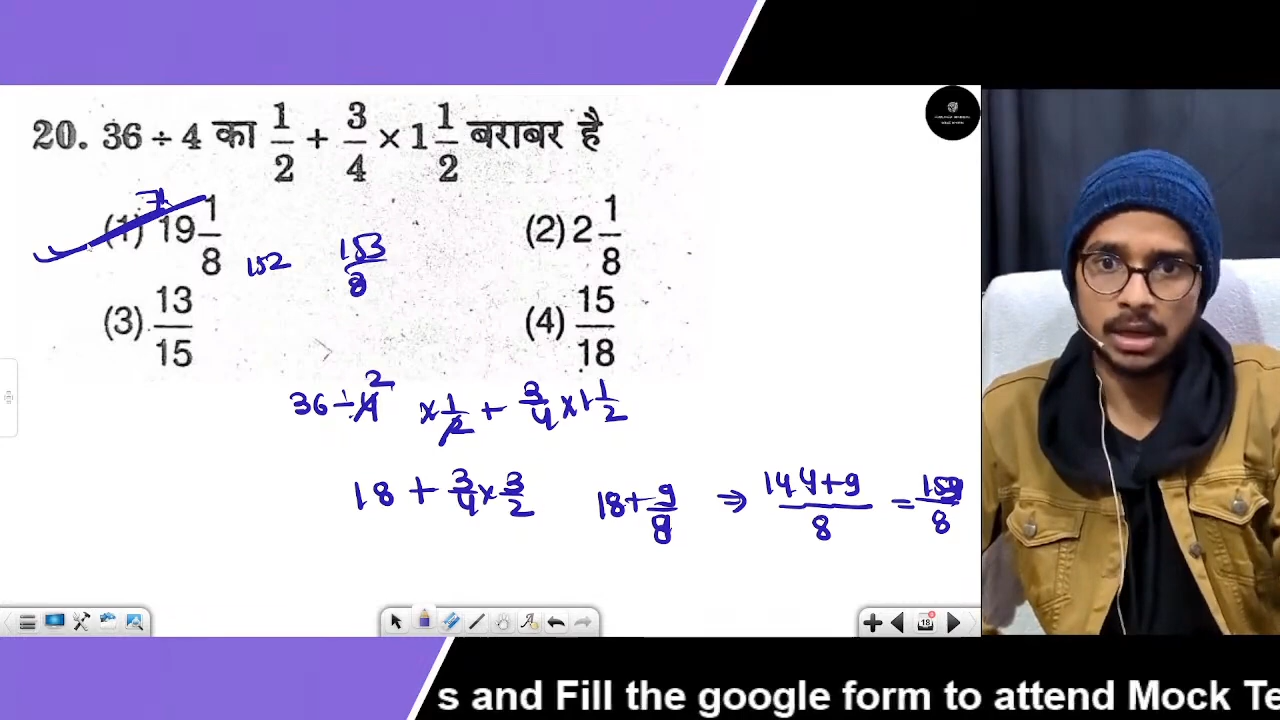 20. 36 ÷ 4 का 1/2 + 3/4 × 1 1/2 बराबर है
(1) 19 1/8
(2) 2 1/8
152
153/8
(3) 13/15
(4) 15/18
36 ÷ 4 2 × 1/2 + 3/4 × 1 1/2
18 + 3/4 × 3/2
18 + 9/8 ⇒ 144+9/8 = 153/8
18
s and Fill the google form to attend Mock Te